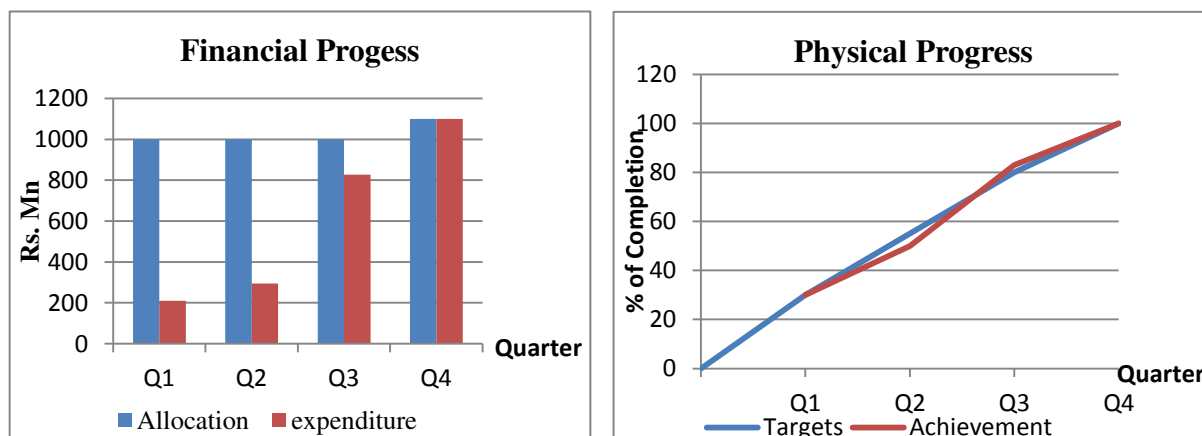 Financial Progess
1200
1000
800
600
400
200
0
Rs. Mn
Q1 Q2 Q3 Q4
Quarter
Allocation expenditure
Physical Progress
120
100
80
60
40
20
0
% of Completion
Quarter
Q1 Q2 Q3 Q4
Targets Achievement